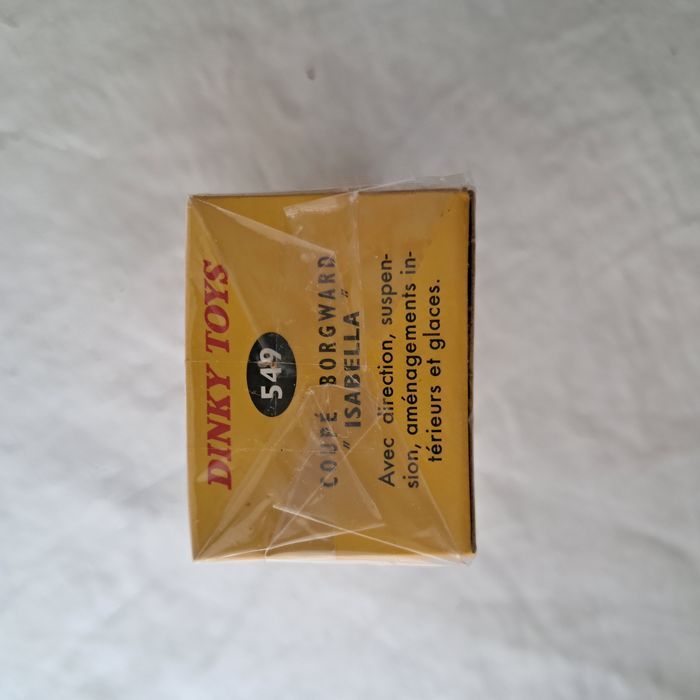 DINKY TOYS
549
COUPÉ BORGWARD
"ISABELLA"
Avec direction, suspen-
sion, aménagements in-
térieurs et glaces.